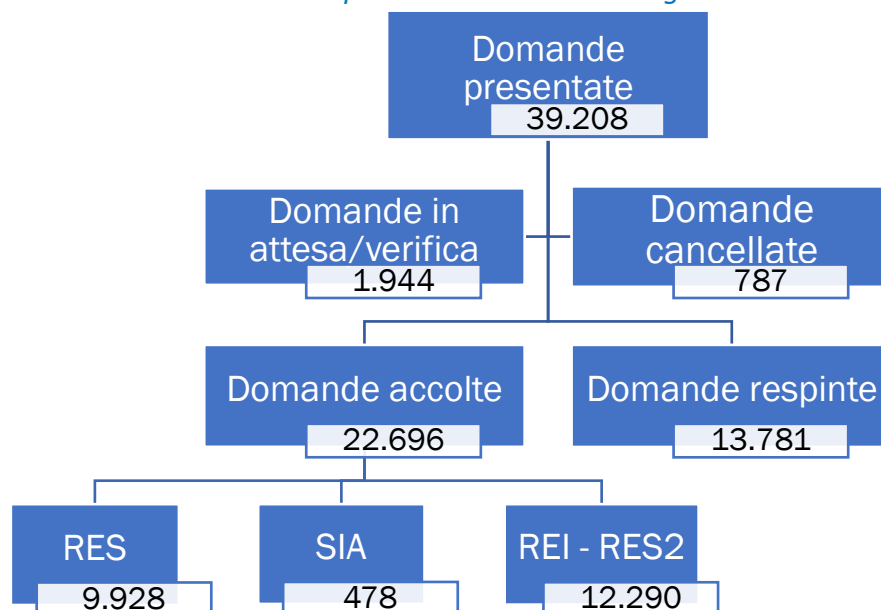 Domande
presentate
39.208
Domande in
attesa/verifica
1.944
Domande
cancellate
787
Domande accolte
22.696
Domande respinte
13.781
RES
9.928
SIA
478
REI - RES2
12.290